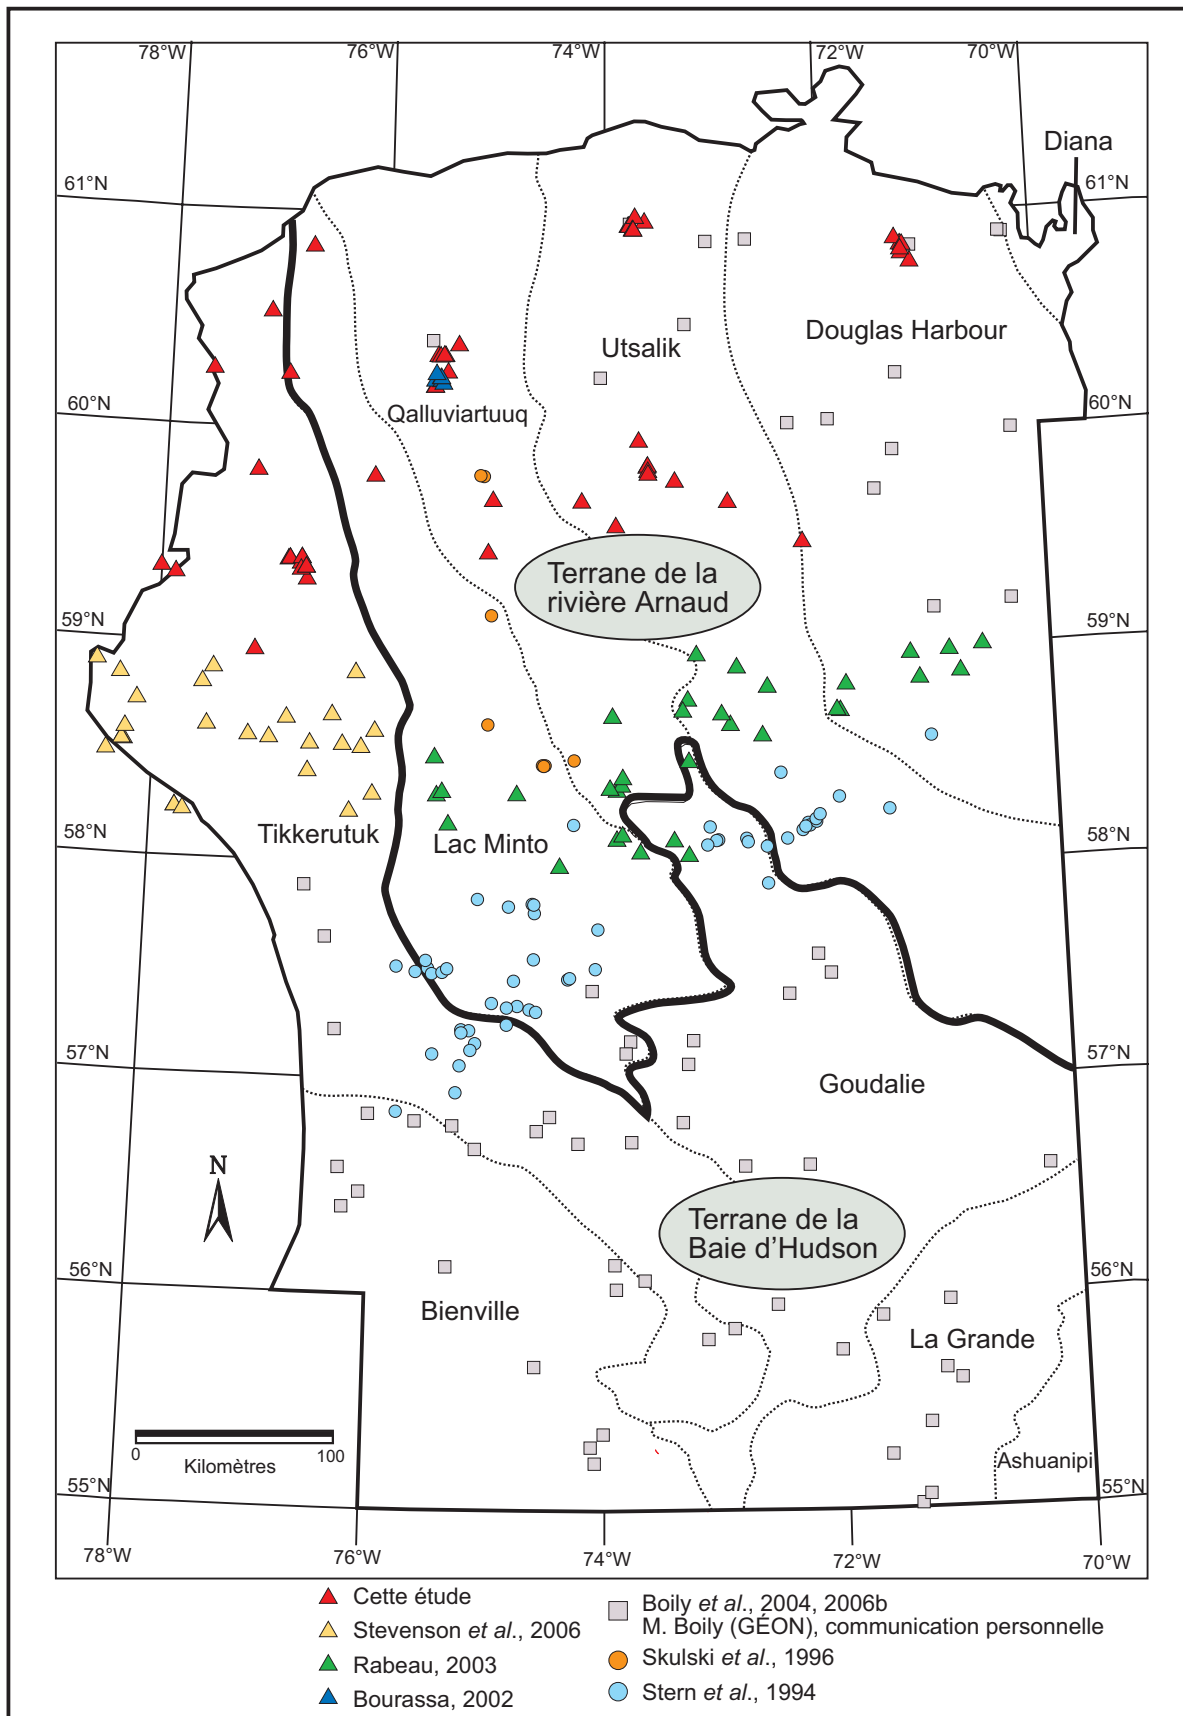 78°W 76°W 74°W 72°W 70°W
Diana
61°N 61°N
Douglas Harbour
Utsalik
Qalluviartuuq
60°N 60°N
Terrane de la
rivière Arnaud
59°N 59°N
58°N 58°N
Tikkerutuk
Lac Minto
57°N 57°N
Goudalie
N
Terrane de la
Baie d'Hudson
56°N 56°N
Bienville
La Grande
0 100
Kilomètres
Ashuanipi
55°N 55°N
78°W 76°W 74°W 72°W 70°W
Cette étude
Stevenson et al., 2006
Rabeau, 2003
Bourassa, 2002
Boily et al., 2004, 2006b
M. Boily (GÉON), communication personnelle
Skulski et al., 1996
Stern et al., 1994